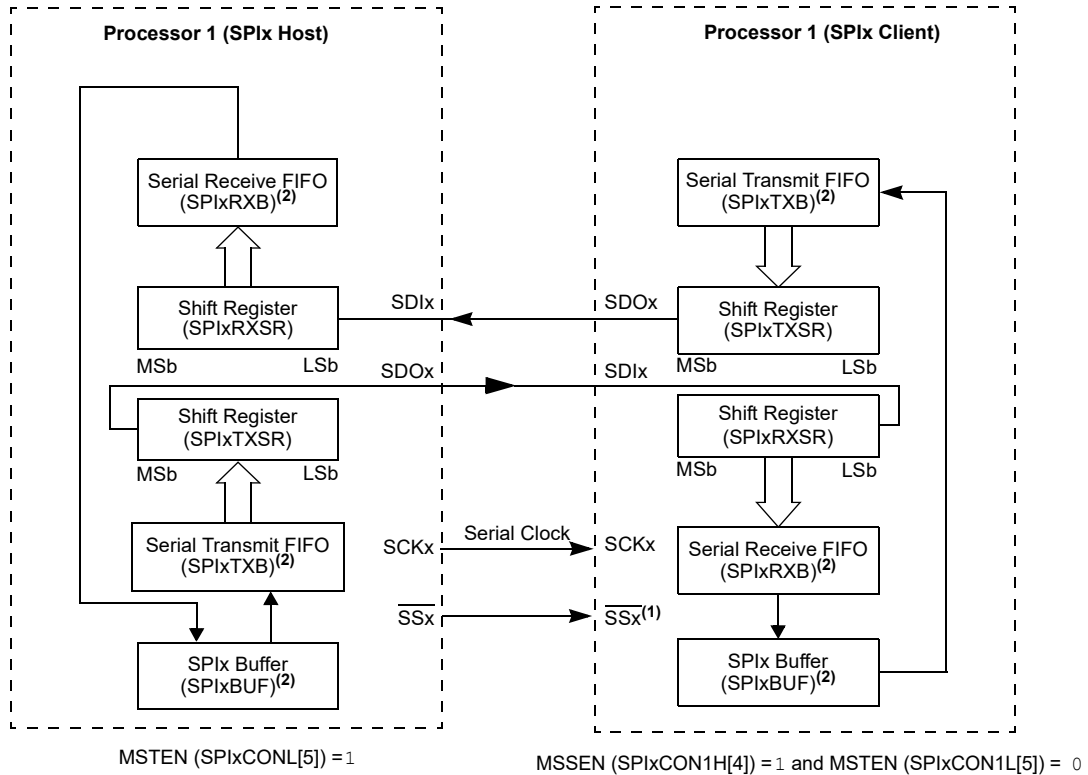 Processor 1 (SPIx Host)
Serial Receive FIFO
(SPIxRXB)(2)
Shift Register
(SPIxRXSR)
MSb LSb
SDIx
SDOx
Shift Register
(SPIxTXSR)
MSb LSb
Serial Transmit FIFO
(SPIxTXB)(2)
SPIx Buffer
(SPIxBUF)(2)
SCKx
Serial Clock
SSx
MSTEN (SPIxCONL[5]) = 1
Processor 1 (SPIx Client)
Serial Transmit FIFO
(SPIxTXB)(2)
SDOx
Shift Register
(SPIxTXSR)
MSb LSb
SDIx
Shift Register
(SPIxRXSR)
MSb LSb
SCKx
Serial Receive FIFO
(SPIxRXB)(2)
SSx(1)
SPIx Buffer
(SPIxBUF)(2)
MSSEN (SPIxCON1H[4]) = 1 and MSTEN (SPIxCON1L[5]) = 0